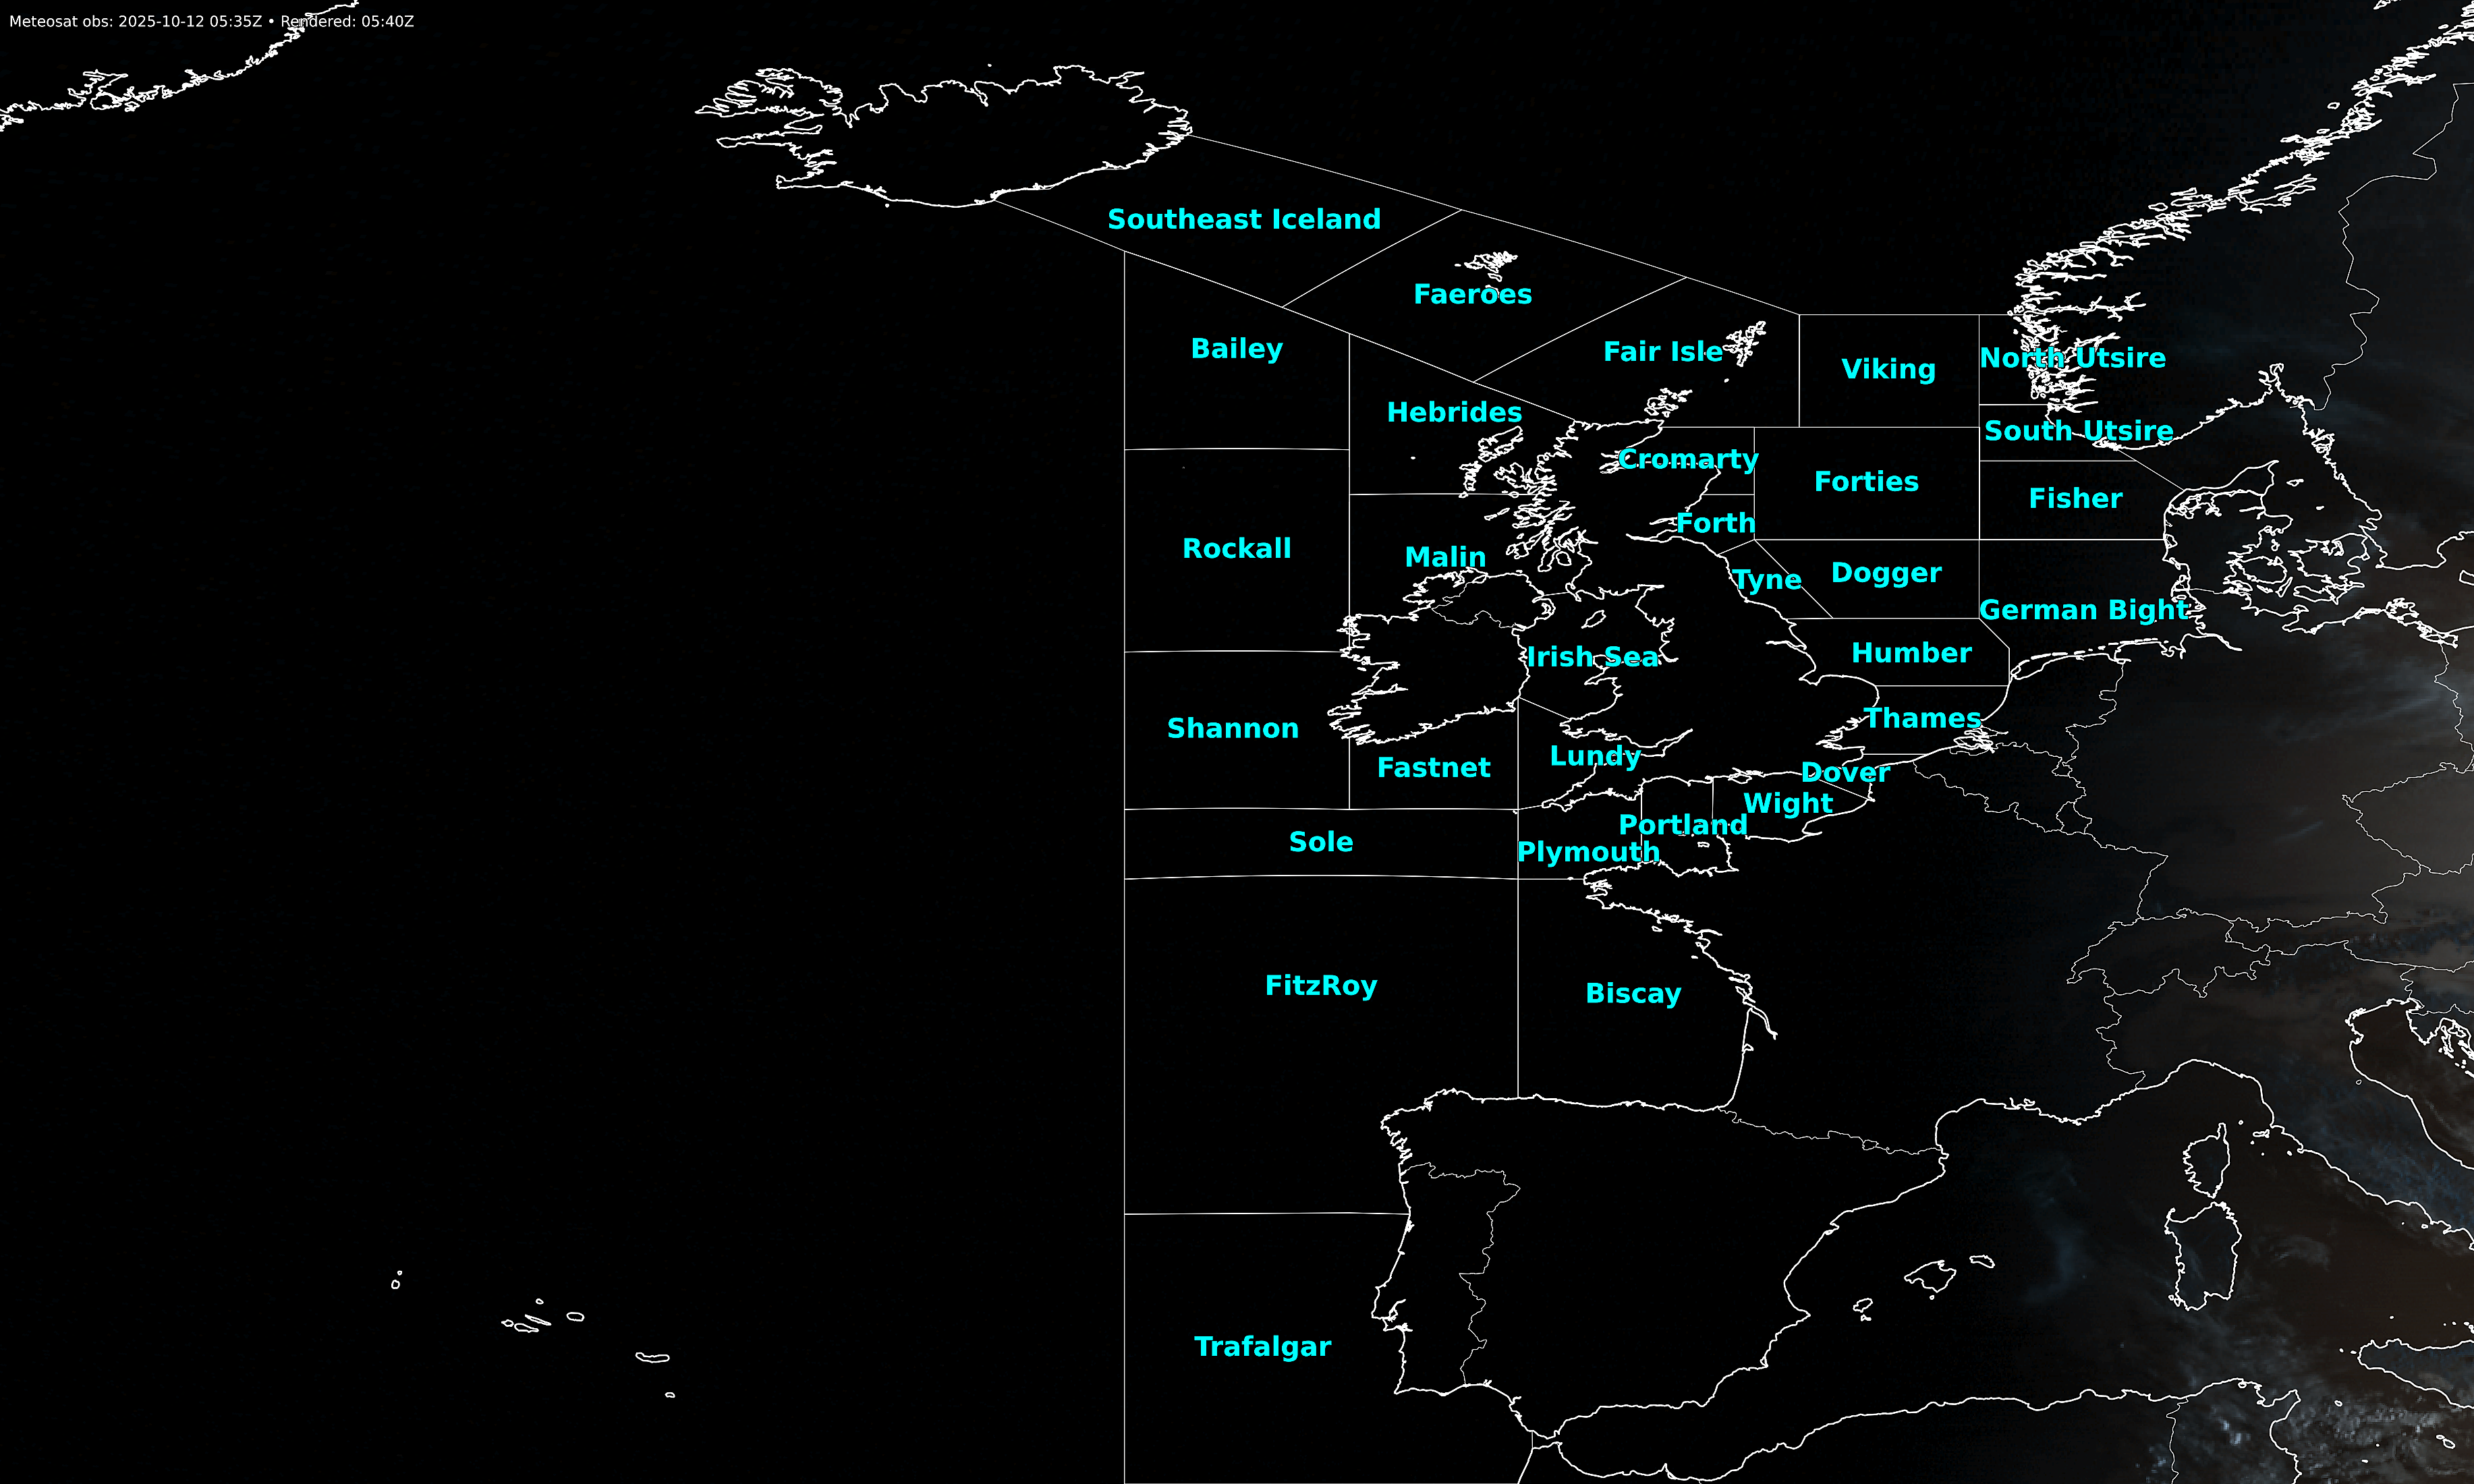 Meteosat obs: 2025-10-12 05:35Z • Rendered: 05:40Z
Southeast Iceland
Faeroes
Bailey
Fair Isle
Viking
North Utsire
Hebrides
South Utsire
Cromarty
Forties
Fisher
Forth
Rockall
Malin
Tyne
Dogger
German Bight
Irish Sea
Humber
Shannon
Thames
Fastnet
Lundy
Dover
Wight
Portland
Sole
Plymouth
FitzRoy
Biscay
Trafalgar